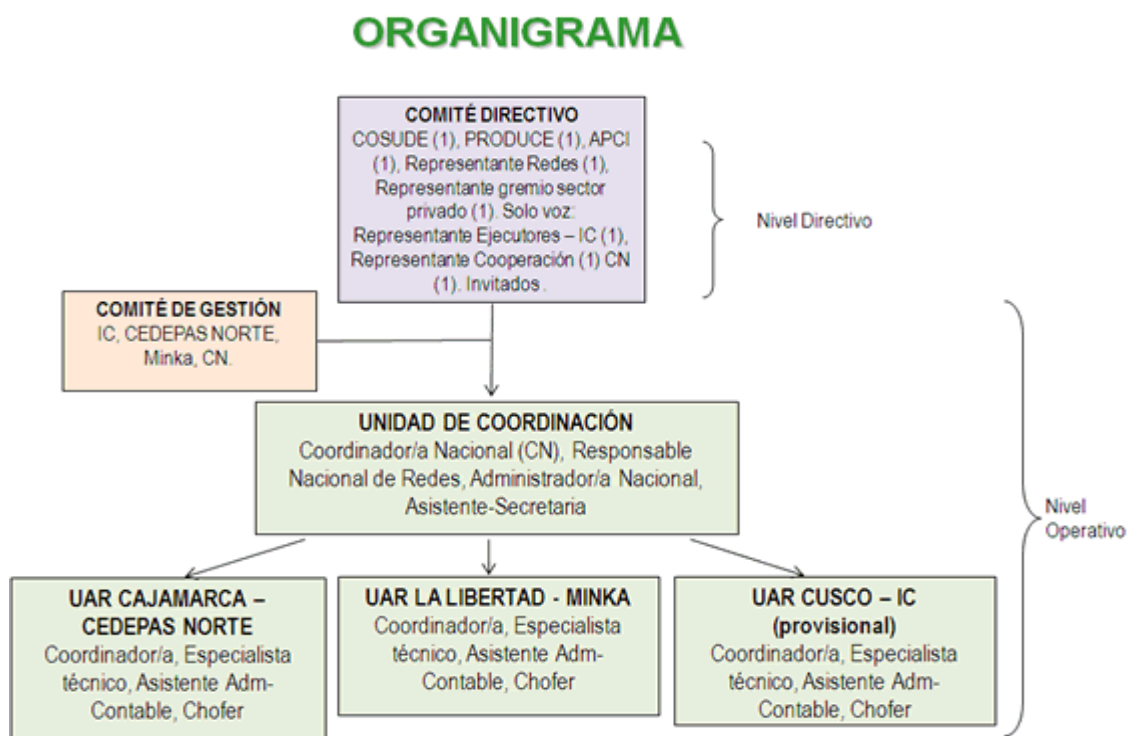 ORGANIGRAMA
COMITÉ DIRECTIVO
COSUDE (1), PRODUCE (1), APCI
(1), Representante Redes (1),
Representante gremio sector
privado (1). Solo voz:
Representante Ejecutores – IC (1),
Representante Cooperación (1) CN
(1). Invitados .
Nivel Directivo
COMITÉ DE GESTIÓN
IC, CEDEPAS NORTE,
Minka, CN.
UNIDAD DE COORDINACIÓN
Coordinador/a Nacional (CN), Responsable
Nacional de Redes, Administrador/a Nacional,
Asistente-Secretaria
Nivel
Operativo
UAR CAJAMARCA –
CEDEPAS NORTE
Coordinador/a, Especialista
técnico, Asistente Adm-
Contable, Chofer
UAR LA LIBERTAD - MINKA
Coordinador/a, Especialista
técnico, Asistente Adm-
Contable, Chofer
UAR CUSCO – IC
(provisional)
Coordinador/a, Especialista
técnico, Asistente Adm-
Contable, Chofer